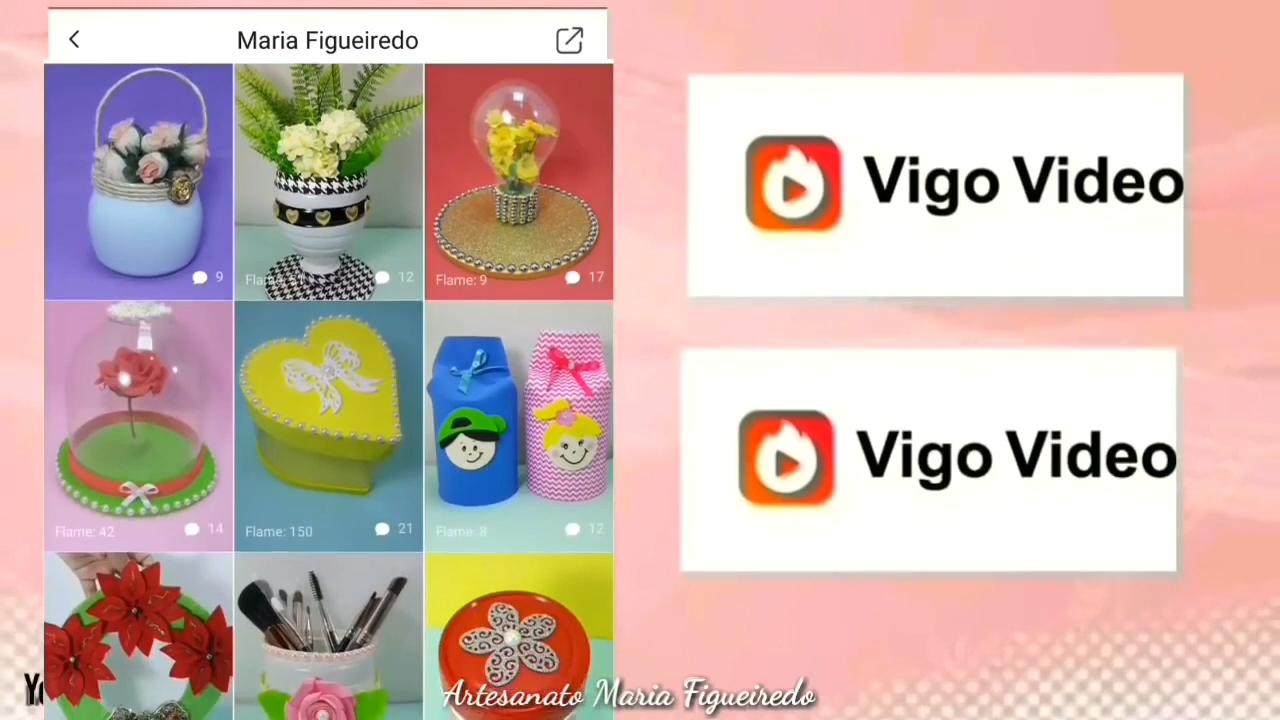 Maria Figueiredo
9
12
Flame: 9
17
Flame: 42
14
Flame: 150
21
Flame: 8
12
Vigo Video
Vigo Video
Artesanato Maria Figueiredo